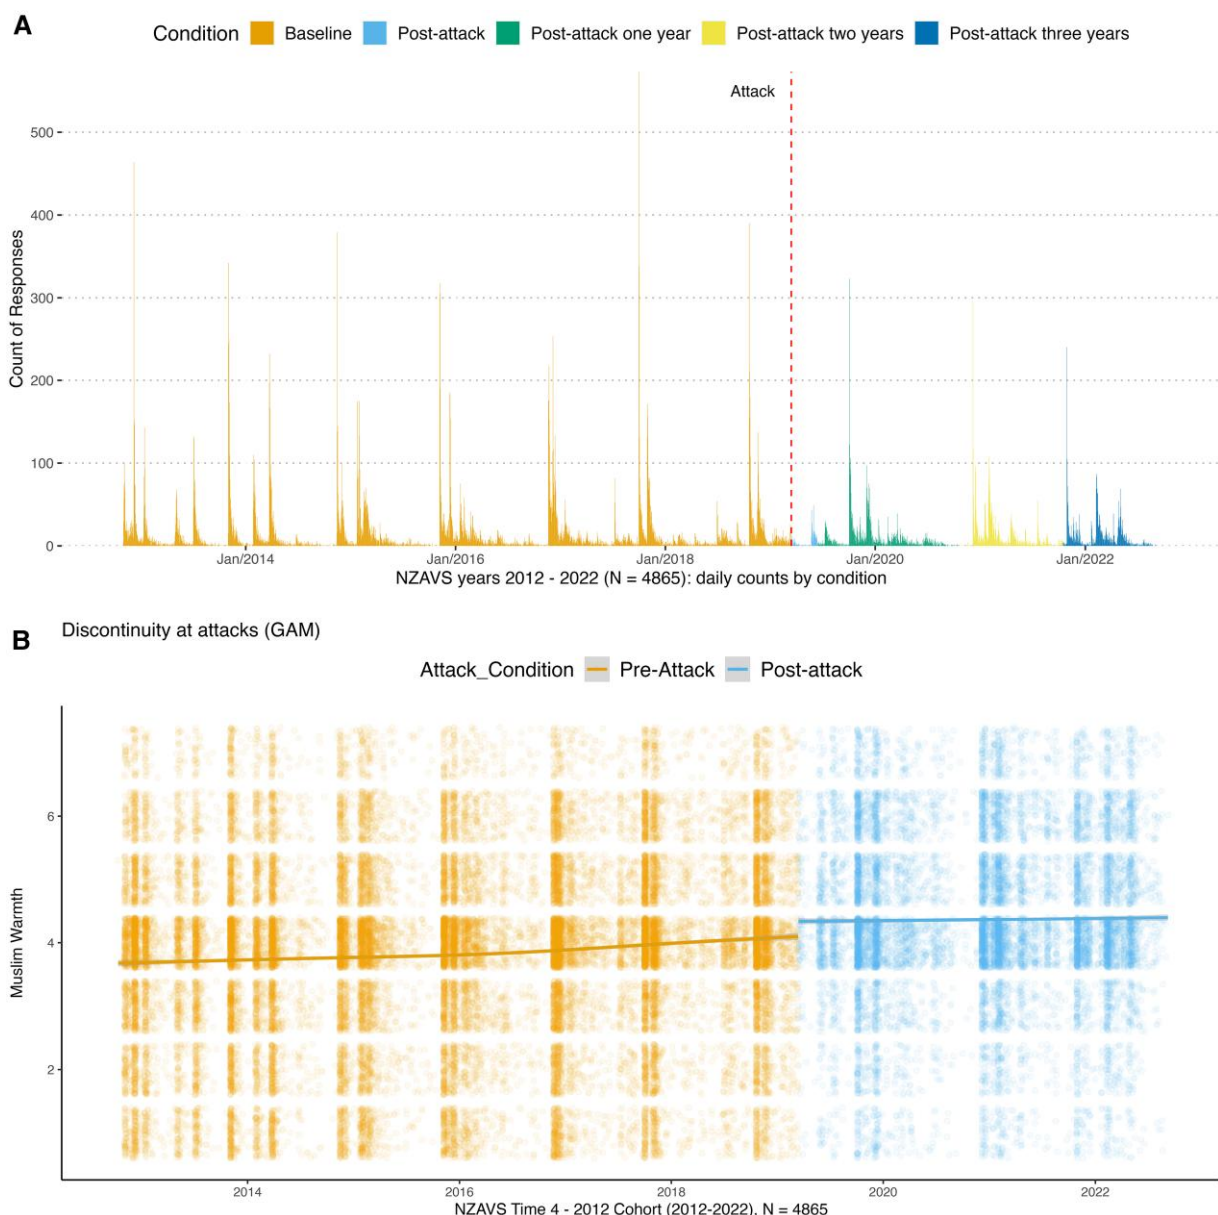 A
Condition Baseline Post-attack Post-attack one year Post-attack two years Post-attack three years
Attack
500
400
300
200
100
0
Count of Responses
Jan/2014 Jan/2016 Jan/2018 Jan/2020 Jan/2022
NZAVS years 2012 - 2022 (N = 4865): daily counts by condition
B
Discontinuity at attacks (GAM)
Attack_Condition Pre-Attack Post-attack
6
4
2
Muslim Warmth
2014 2016 2018 2020 2022
NZAVS Time 4 - 2012 Cohort (2012-2022). N = 4865